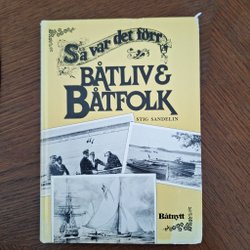 Så var det förr
BÅTLIV &
BÅTFOLK
STIG SANDELIN
Båtnytt